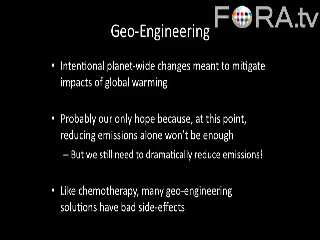 FORA.tv
Geo-Engineering
• Intentional planet-wide changes meant to mitigate
impacts of global warming
• Probably our only hope because, at this point,
reducing emissions alone won't be enough
– But we still need to dramatically reduce emissions!
• Like chemotherapy, many geo-engineering
solutions have bad side-effects